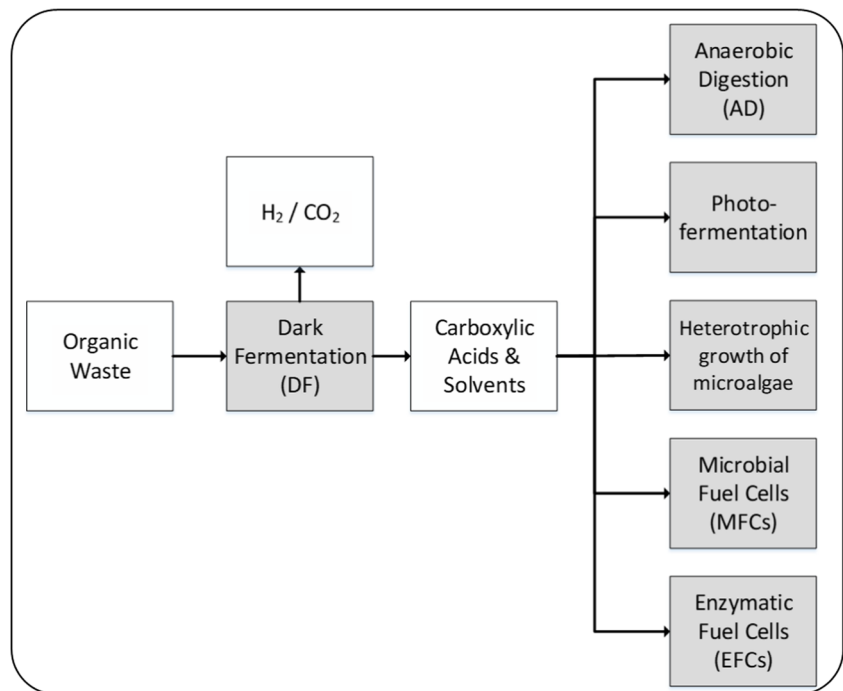 Anaerobic
Digestion
(AD)
H₂ / CO₂
Photo-
fermentation
Organic
Waste
Dark
Fermentation
(DF)
Carboxylic
Acids &
Solvents
Heterotrophic
growth of
microalgae
Microbial
Fuel Cells
(MFCs)
Enzymatic
Fuel Cells
(EFCs)